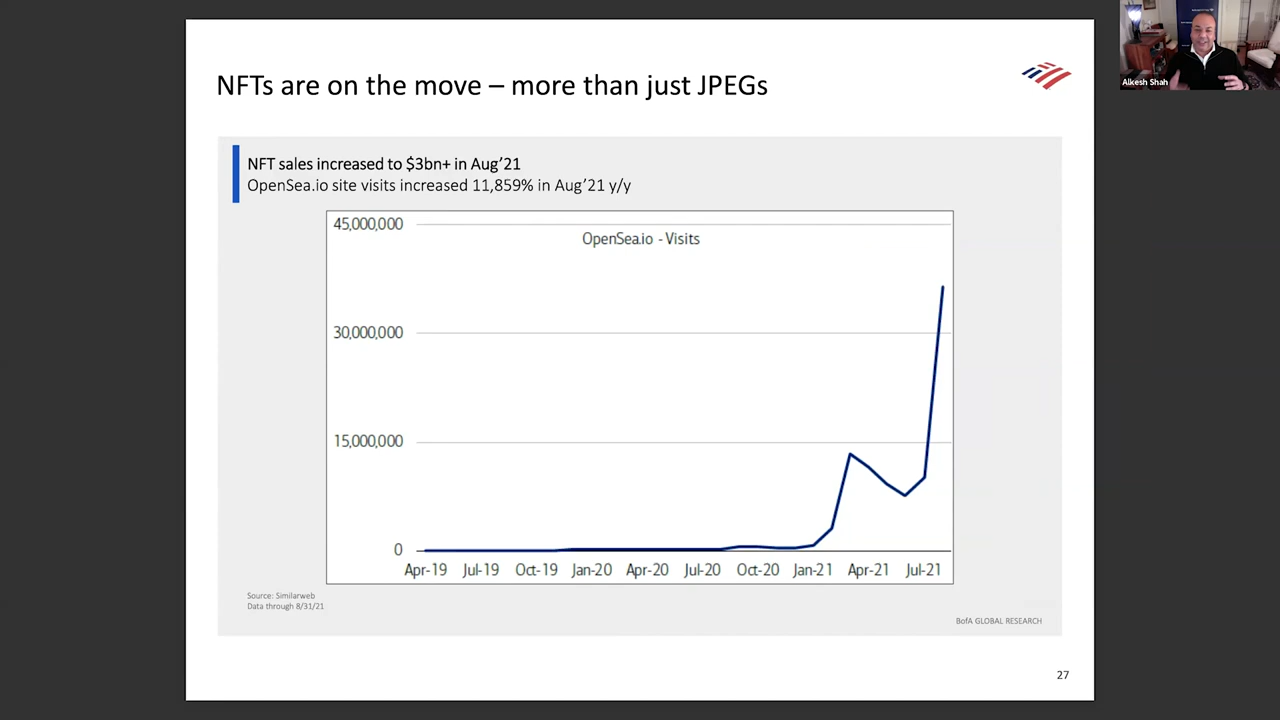 NFTs are on the move – more than just JPEGs
Alkesh Shah
NFT sales increased to $3bn+ in Aug’21
OpenSea.io site visits increased 11,859% in Aug’21 y/y
OpenSea.io - Visits
45,000,000
30,000,000
15,000,000
0
Apr-19 Jul-19 Oct-19 Jan-20 Apr-20 Jul-20 Oct-20 Jan-21 Apr-21 Jul-21
Source: Similarweb
Data through 8/31/21
BofA GLOBAL RESEARCH
27